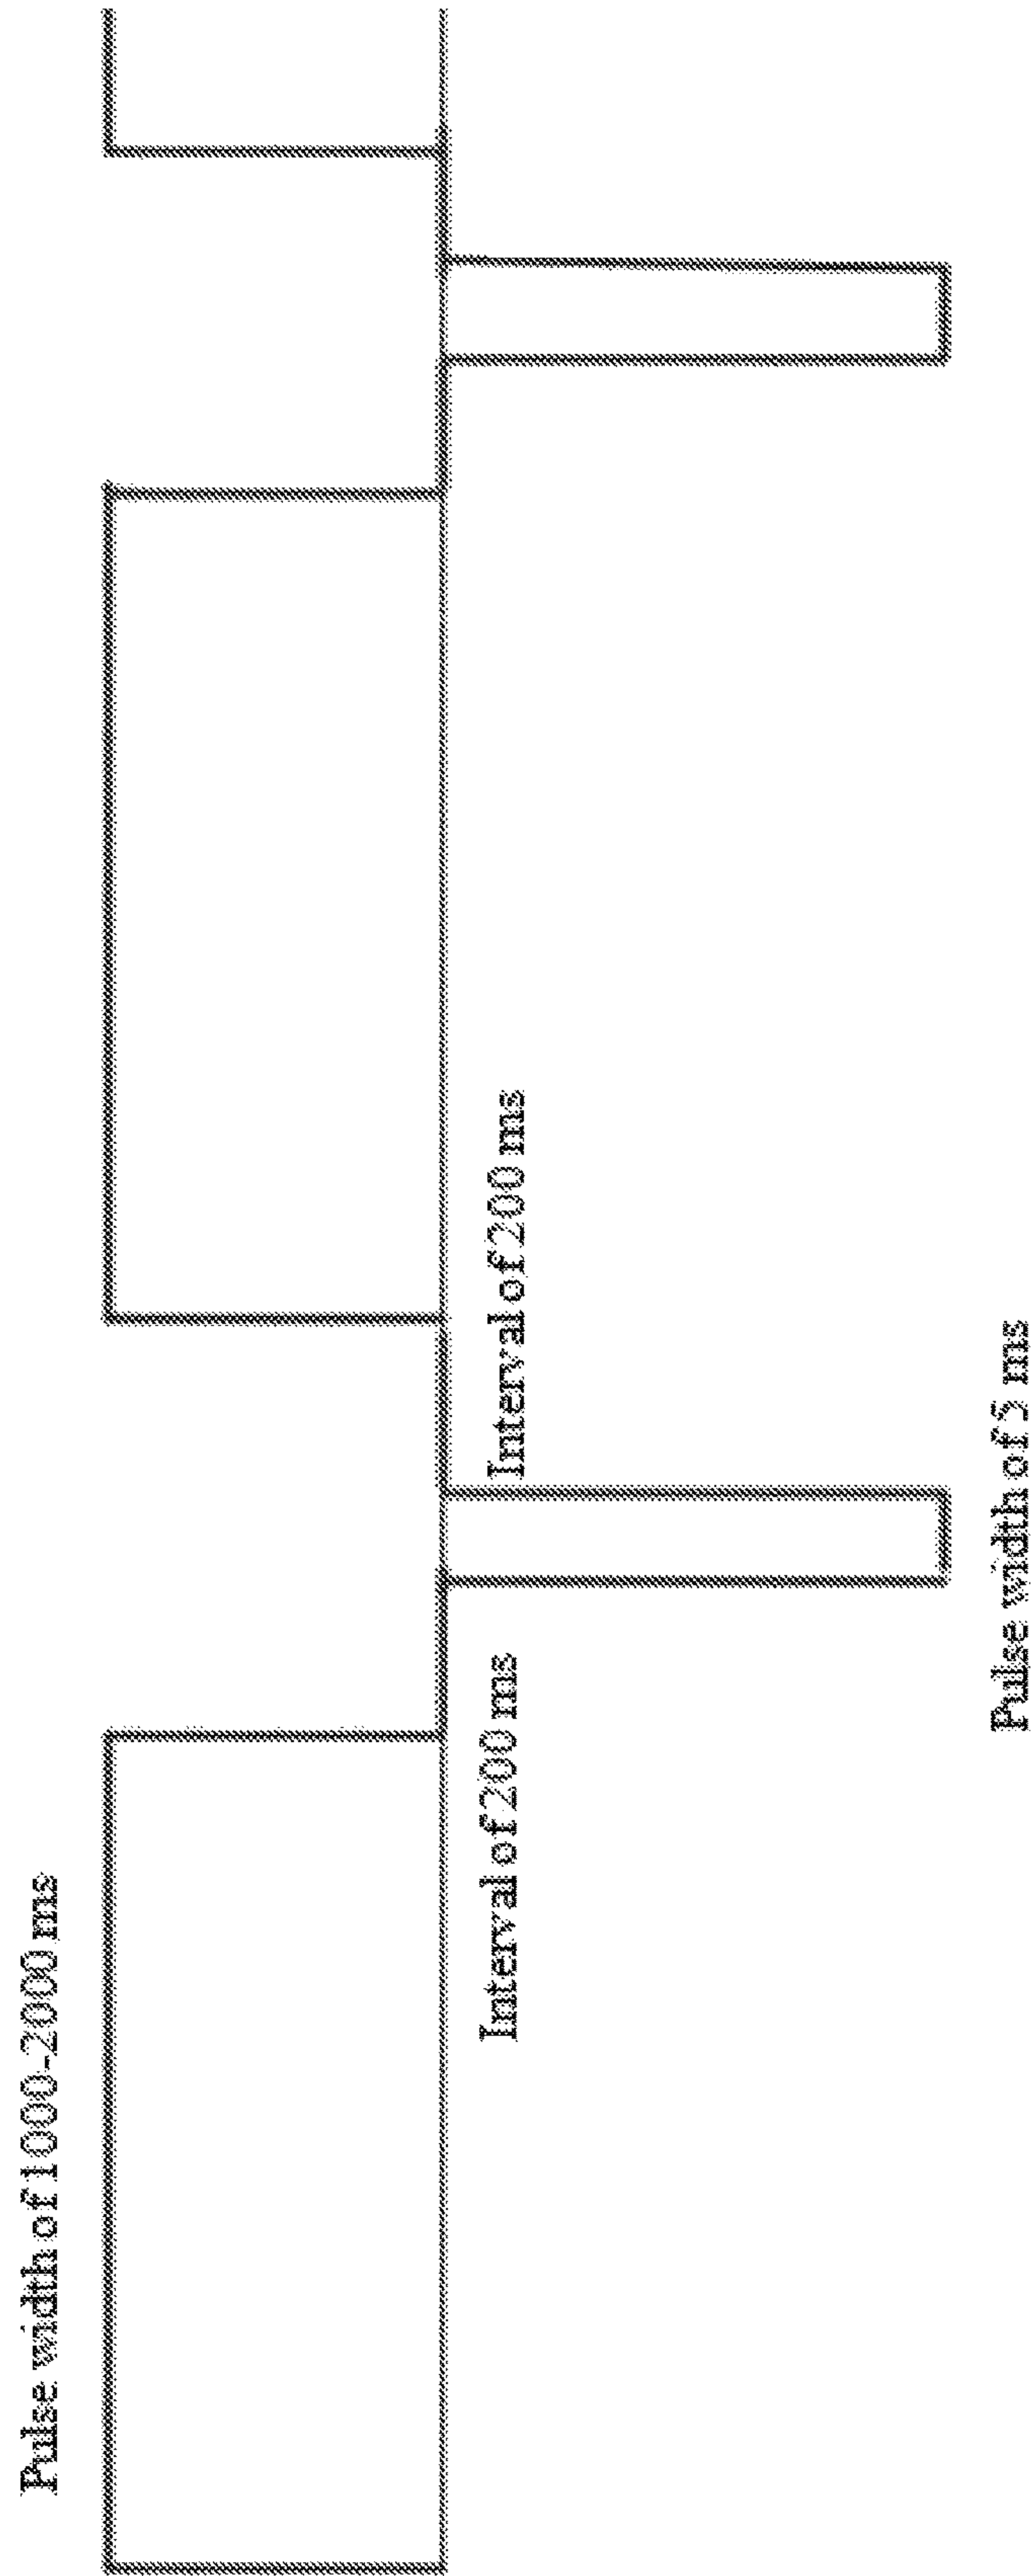 Pulse width of 1000-2000 ms
Interval of 200 ms
Interval of 200 ms
Pulse width of 5 ms